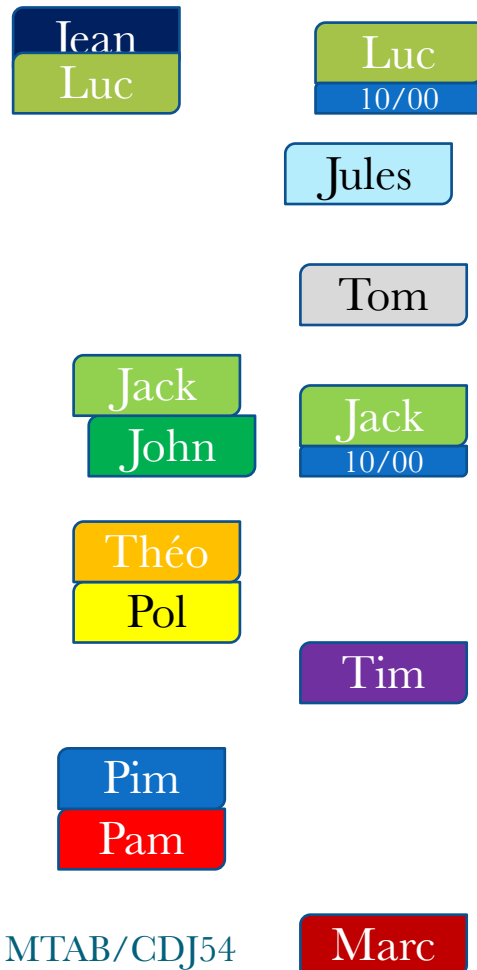 Jean
Luc
Luc
10/00
Jules
Tom
Jack
John
Jack
10/00
Théo
Pol
Tim
Pim
Pam
MTAB/CDJ54
Marc